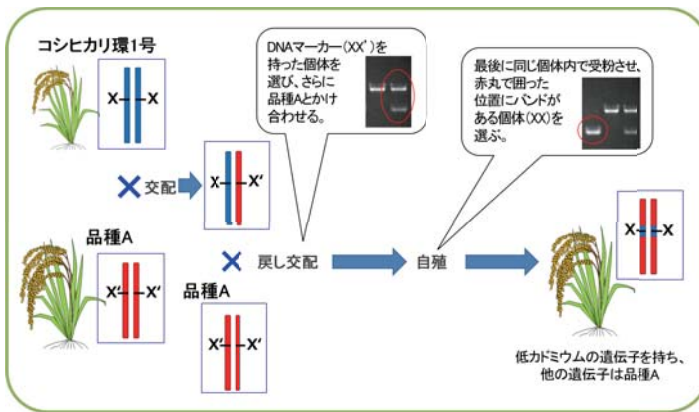 コシヒカリ環1号
X X
交配
X X'
品種A
X' X'
DNAマーカー(XX')を
持った個体を
選び、さらに
品種Aとかけ
合わせる。
戻し交配
品種A
X' X'
最後に同じ個体内で受粉させ、
赤丸で囲った
位置にバンドが
ある個体(XX)を
選ぶ。
自殖
X X
低カドミウムの遺伝子を持ち、
他の遺伝子は品種A